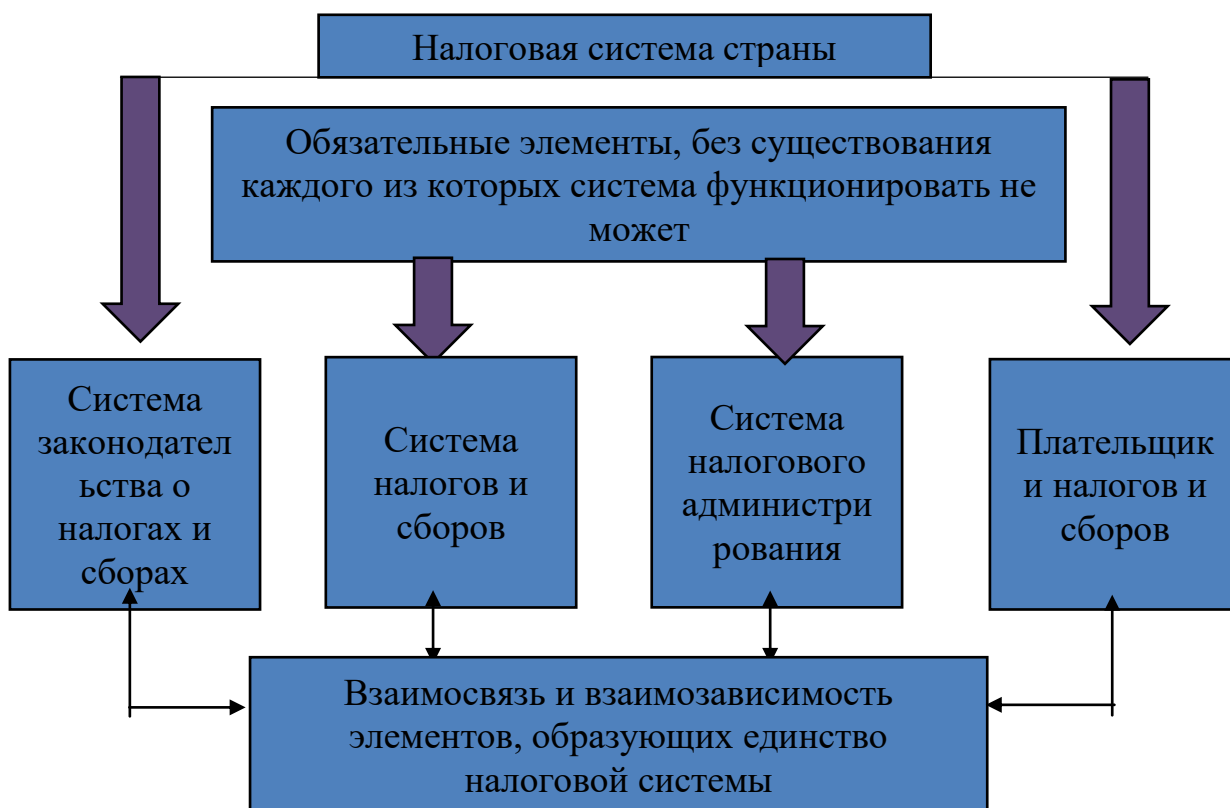 Налоговая система страны
Обязательные элементы, без существования
каждого из которых система функционировать не
может
Система
законодател
ьства о
налогах и
сборах
Система
налогов и
сборов
Система
налогового
администри
рования
Плательщик
и налогов и
сборов
Взаимосвязь и взаимозависимость
элементов, образующих единство
налоговой системы